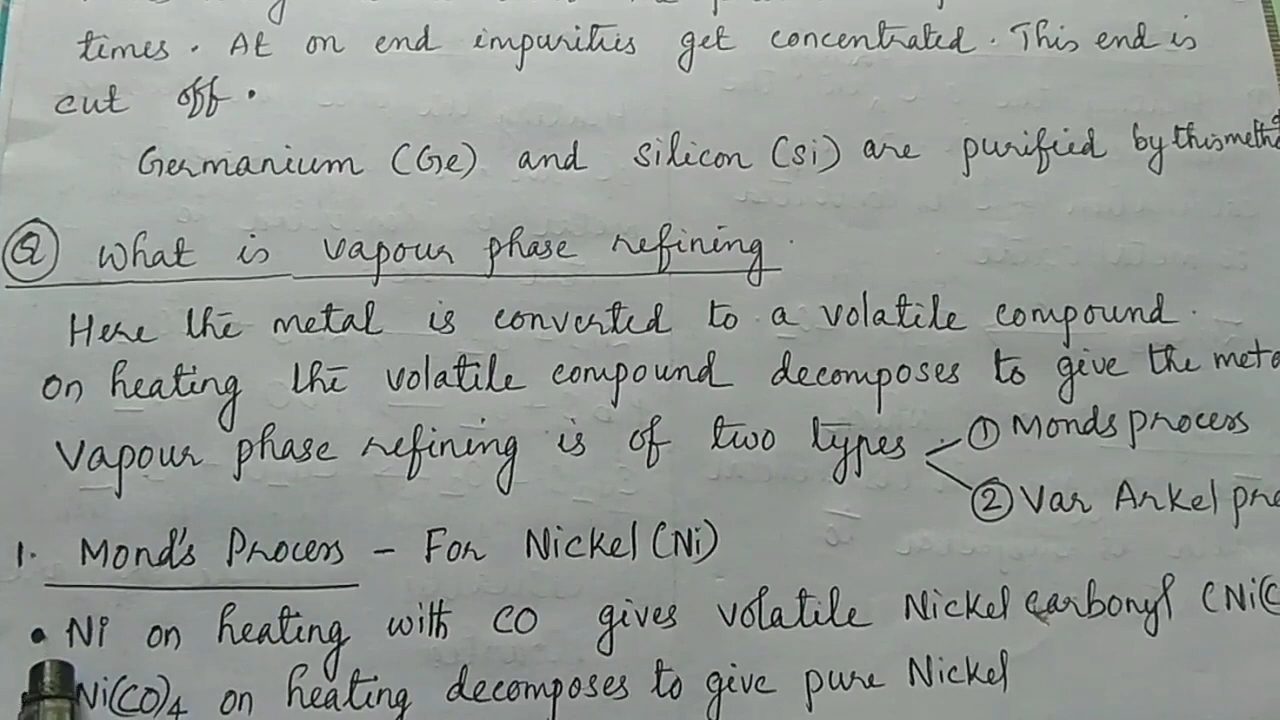 times. At on end impurities get concentrated. This end is
cut off.
Germanium (Ge) and Silicon (Si) are purified by this metho
Q What is vapour phase refining
Here the metal is converted to a volatile compound.
on heating the volatile compound decomposes to give the meta
Vapour phase refining is of two types ① Monds process
② Var Arkel pro
1. Mond's Process - For Nickel (Ni)
• Ni on heating with CO gives volatile Nickel carbonyl (Ni(C
Ni(CO)4 on heating decomposes to give pure Nickel